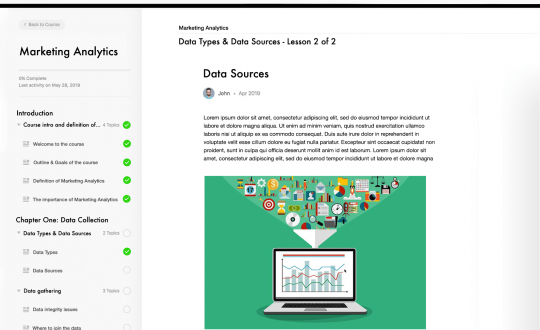 Back to Course
Marketing Analytics
0% Complete
Last activity on May 28, 2019
Introduction
Course intro and definition of... 4 Topics
Welcome to the course
Outline & Goals of the course
Definition of Marketing Analytics
The importance of Marketing Analytics
Chapter One: Data Collection
Data Types & Data Sources 2 Topics
Data Types
Data Sources
Data gathering 3 Topics
Data integrity issues
Where to join the data
Marketing Analytics
Data Types & Data Sources - Lesson 2 of 2
Data Sources
John • Apr 2019
Lorem ipsum dolor sit amet, consectetur adipiscing elit, sed do eiusmod tempor incididunt ut
labore et dolore magna aliqua. Ut enim ad minim veniam, quis nostrud exercitation ullamco
laboris nisi ut aliquip ex ea commodo consequat. Duis aute irure dolor in reprehenderit in
voluptate velit esse cillum dolore eu fugiat nulla pariatur. Excepteur sint occaecat cupidatat non
proident, sunt in culpa qui officia deserunt mollit anim id est laborum. Lorem ipsum dolor sit
amet, consectetur adipiscing elit, sed do eiusmod tempor incididunt ut labore et dolore magna